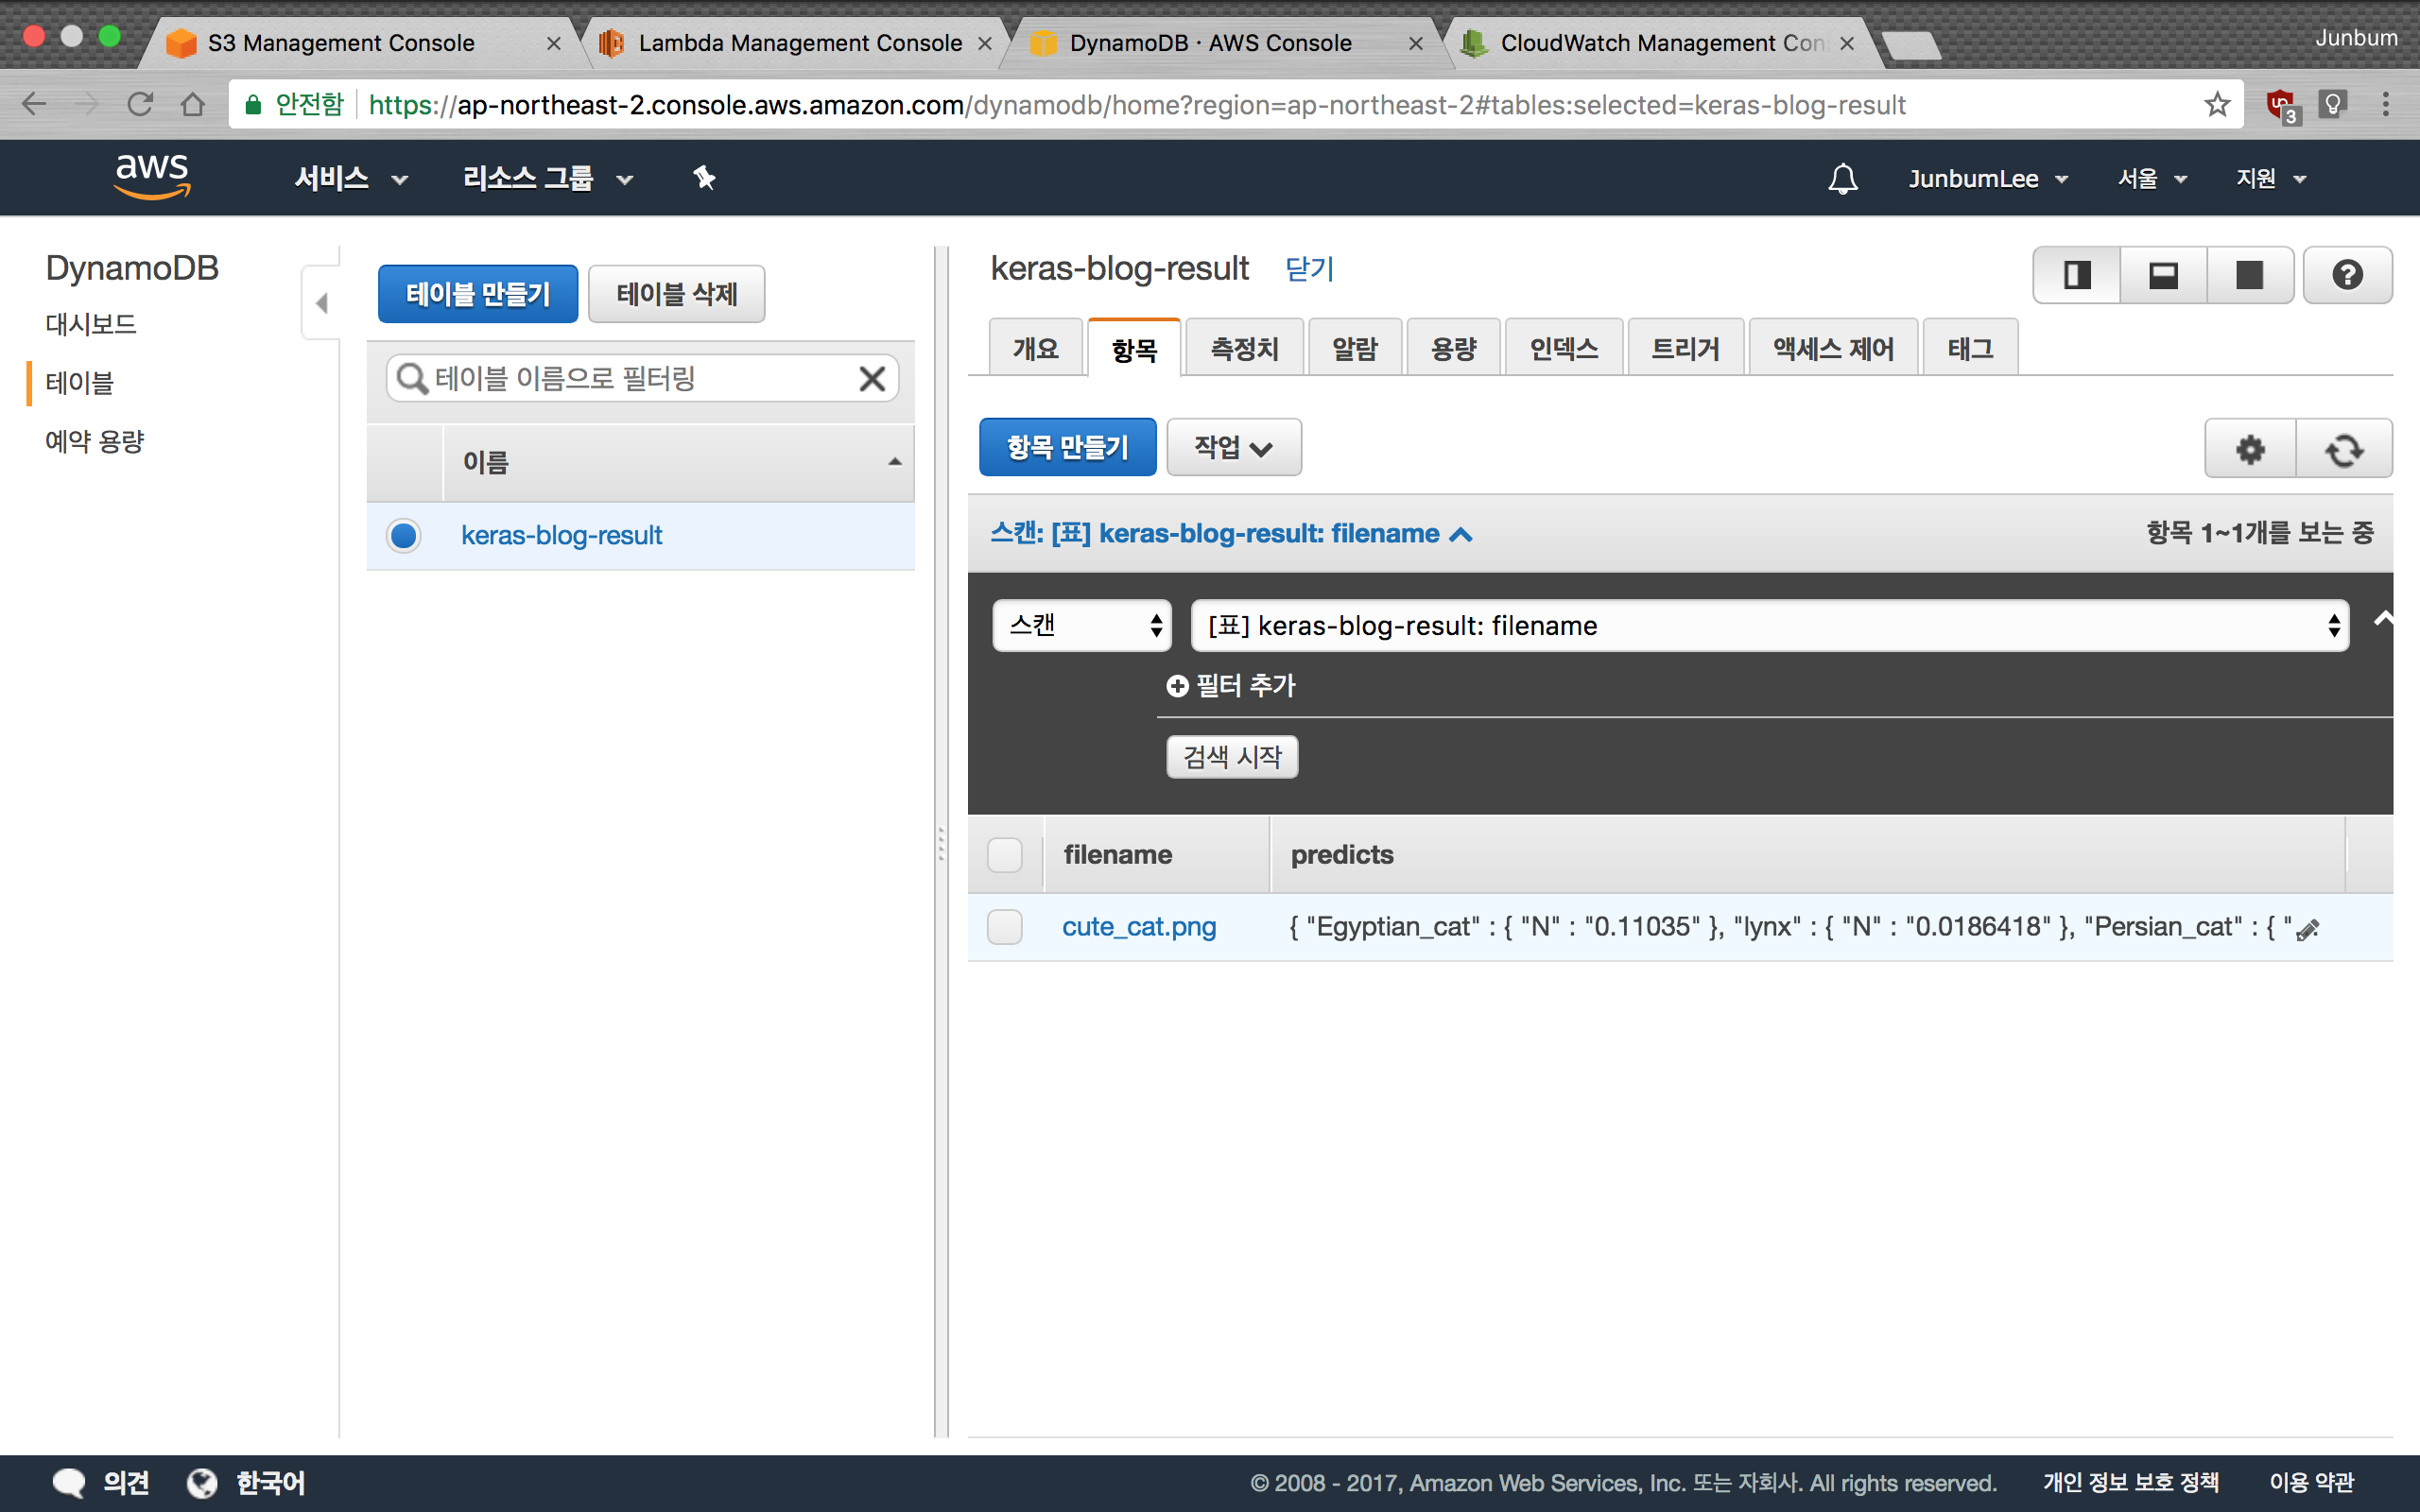 S3 Management Console
Lambda Management Console
DynamoDB · AWS Console
CloudWatch Management Con
Junbum
안전함
https://ap-northeast-2.console.aws.amazon.com/dynamodb/home?region=ap-northeast-2#tables:selected=keras-blog-result
3
aws
서비스
리소스 그룹
JunbumLee
서울
지원
DynamoDB
대시보드
테이블
예약 용량
테이블 만들기
테이블 삭제
테이블 이름으로 필터링
이름
keras-blog-result
keras-blog-result
닫기
개요
항목
측정치
알람
용량
인덱스
트리거
액세스 제어
태그
항목 만들기
작업
스캔: [표] keras-blog-result: filename
항목 1~1개를 보는 중
스캔
[표] keras-blog-result: filename
필터 추가
검색 시작
filename
predicts
cute_cat.png
{ "Egyptian_cat" : { "N" : "0.11035" }, "lynx" : { "N" : "0.0186418" }, "Persian_cat" : { "
의견
한국어
© 2008 - 2017, Amazon Web Services, Inc. 또는 자회사. All rights reserved.
개인 정보 보호 정책
이용 약관